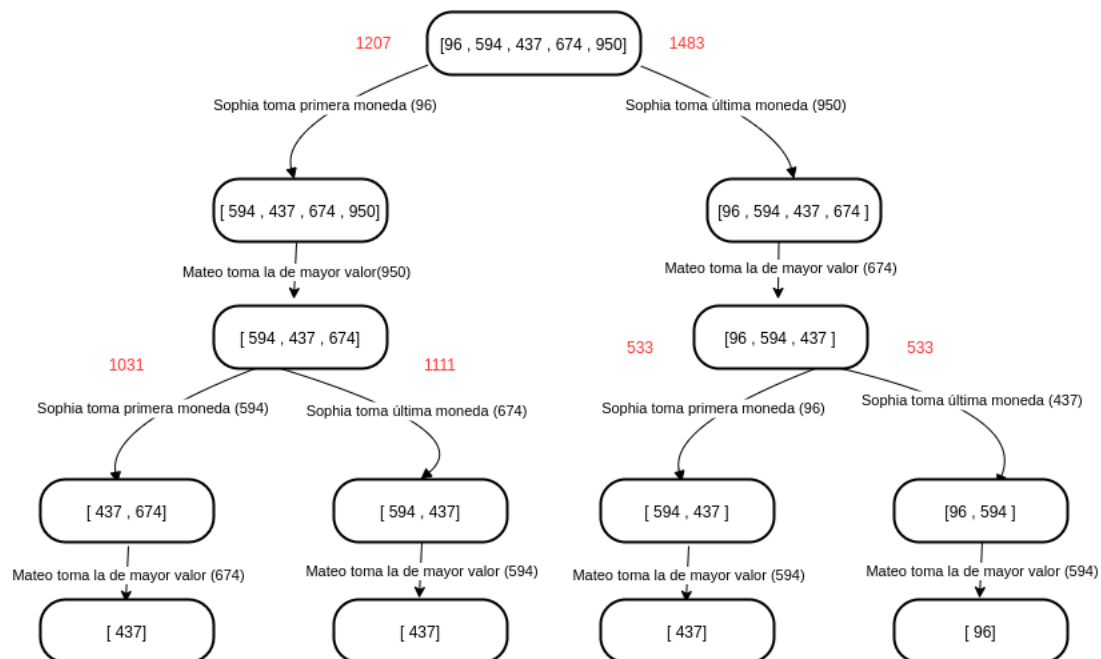 1207
[96 , 594 , 437 , 674 , 950]
1483
Sophia toma primera moneda (96)
Sophia toma última moneda (950)
[ 594 , 437 , 674 , 950]
[96 , 594 , 437 , 674 ]
Mateo toma la de mayor valor(950)
Mateo toma la de mayor valor (674)
[ 594 , 437 , 674]
[96 , 594 , 437 ]
1031
1111
533
533
Sophia toma primera moneda (594)
Sophia toma última moneda (674)
Sophia toma primera moneda (96)
Sophia toma última moneda (437)
[ 437 , 674]
[ 594 , 437]
[ 594 , 437 ]
[96 , 594 ]
Mateo toma la de mayor valor (674)
Mateo toma la de mayor valor (594)
Mateo toma la de mayor valor (594)
Mateo toma la de mayor valor (594)
[ 437]
[ 437]
[ 437]
[ 96]